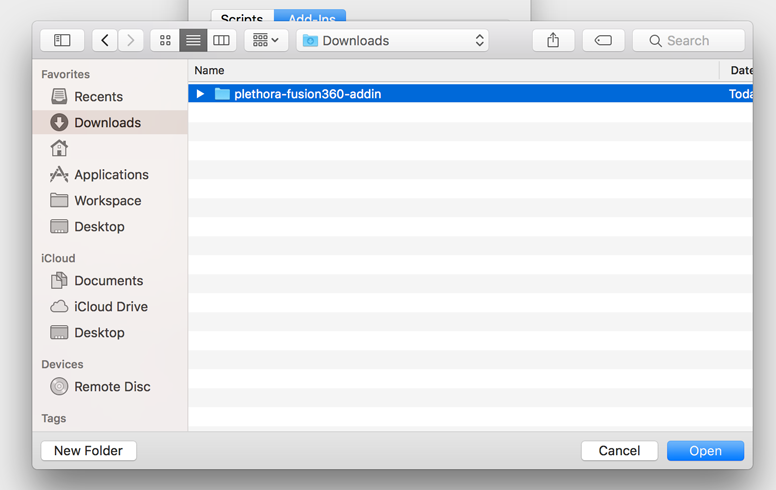 Scripts Add-Ins
Downloads
Search
Favorites
Recents
Downloads
Applications
Workspace
Desktop
iCloud
Documents
iCloud Drive
Desktop
Devices
Remote Disc
Tags
Name Date
plethora-fusion360-addin Toda
New Folder
Cancel Open